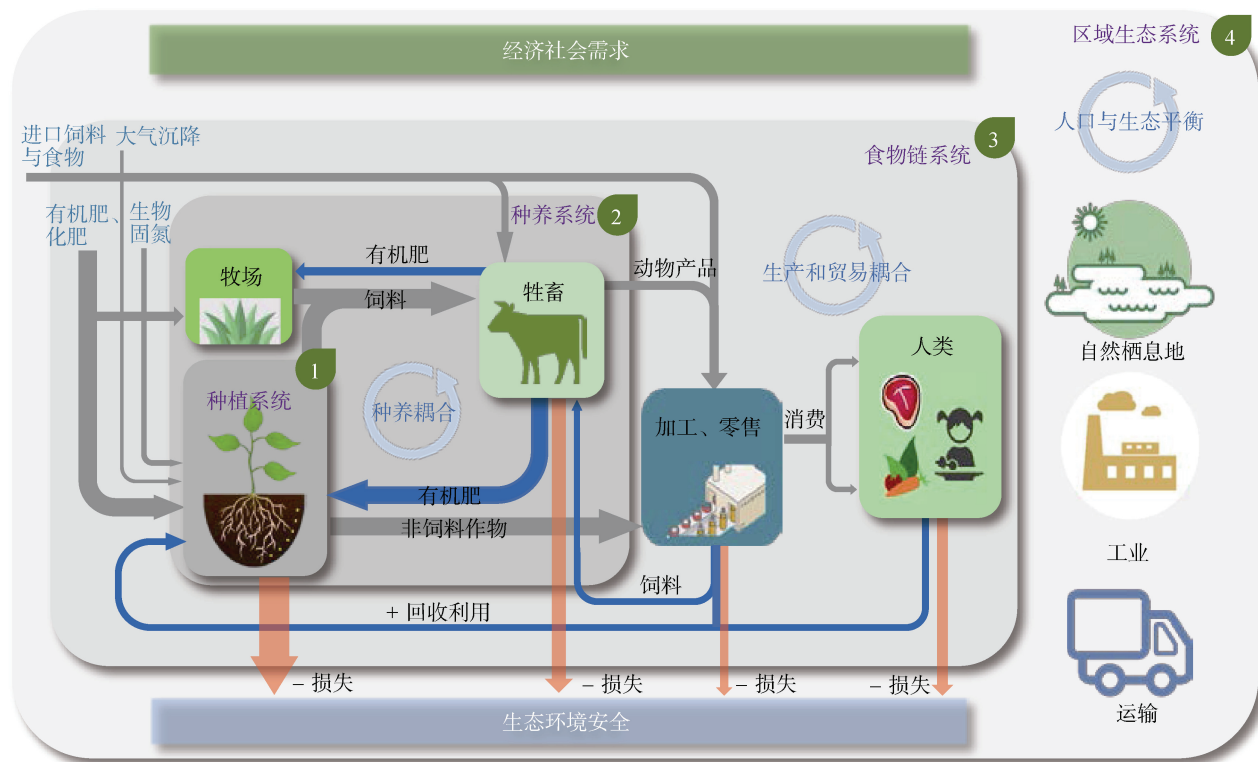 经济社会需求
区域生态系统
4
人口与生态平衡
进口饲料
与食物
大气沉降
食物链系统
3
有机肥、
化肥
生物
固氮
种养系统
2
牧场
有机肥
饲料
牲畜
动物产品
生产和贸易耦合
自然栖息地
种植系统
1
种养耦合
加工、零售
消费
人类
有机肥
非饲料作物
工业
饲料
+ 回收利用
– 损失
– 损失
– 损失
– 损失
运输
生态环境安全